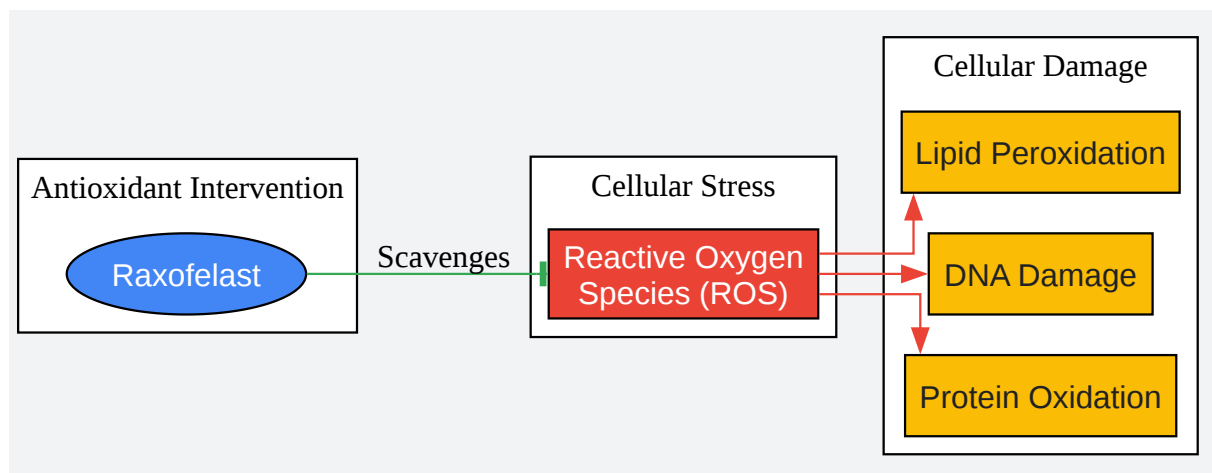 Antioxidant Intervention
Raxofelast
Scavenges
Cellular Stress
Reactive Oxygen
Species (ROS)
Cellular Damage
Lipid Peroxidation
DNA Damage
Protein Oxidation